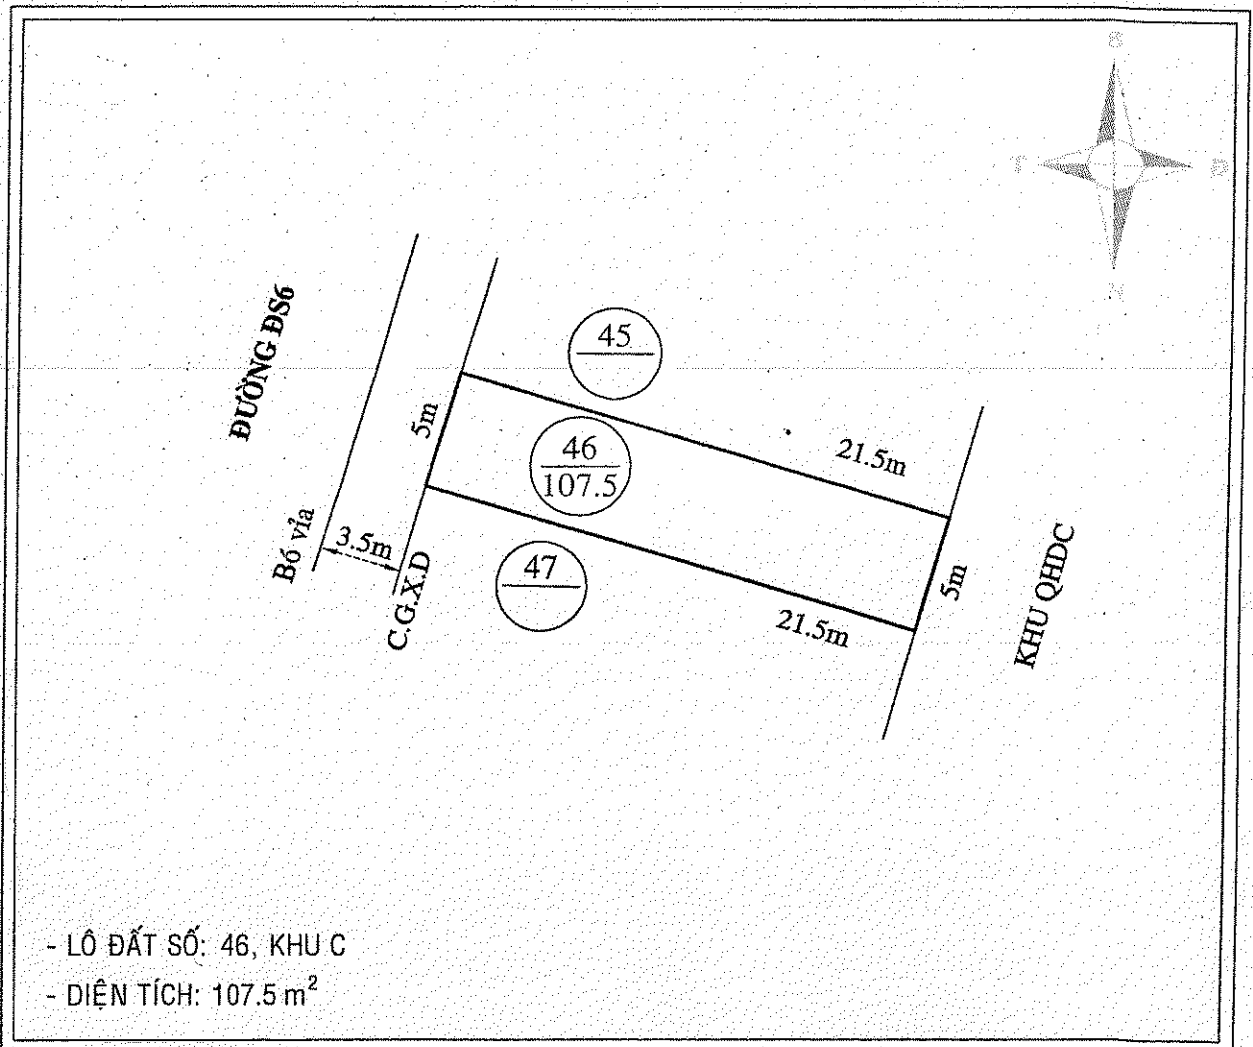 B
T
Đ
N
ĐƯỜNG ĐS6
45
5m
46
107.5
21.5m
Bó vỉa
3.5m
C.G.X.D
47
21.5m
5m
KHU QHDC
- LÔ ĐẤT SỐ: 46, KHU C
- DIỆN TÍCH: 107.5 m²